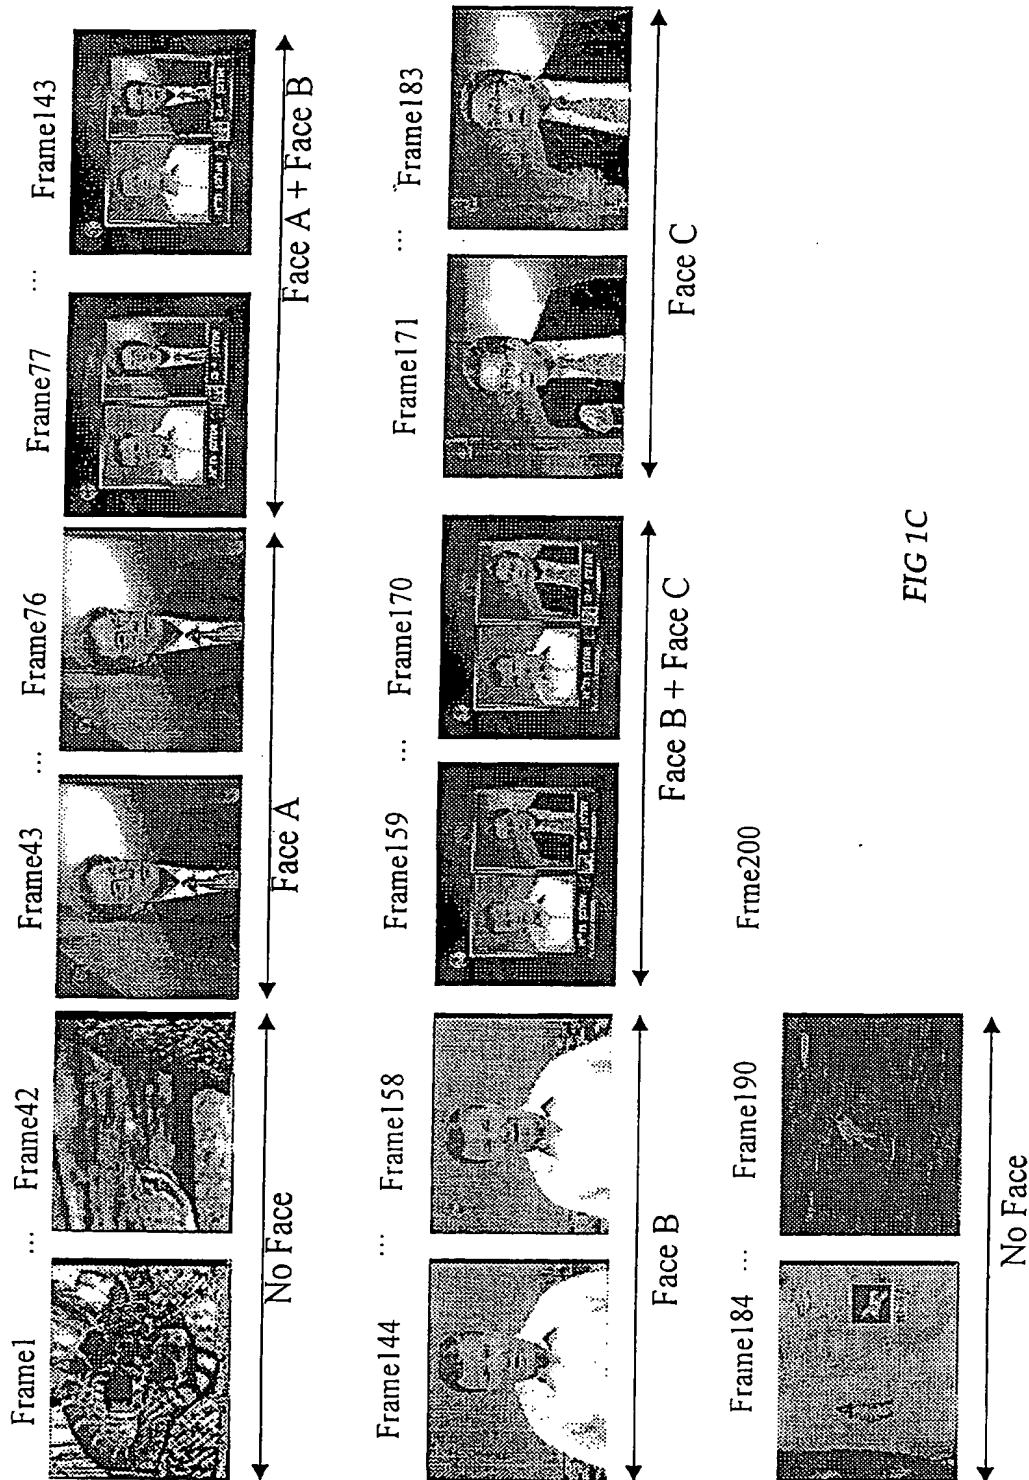 Frame1 ... Frame42 Frame43 ... Frame76 Frame77 ... Frame143
No Face Face A Face A + Face B
Frame144 ... Frame158 Frame159 ... Frame170 Frame171 ... Frame183
Face B Face B + Face C Face C
Frame184 ... Frame190 Frme200
No Face
FIG 1C